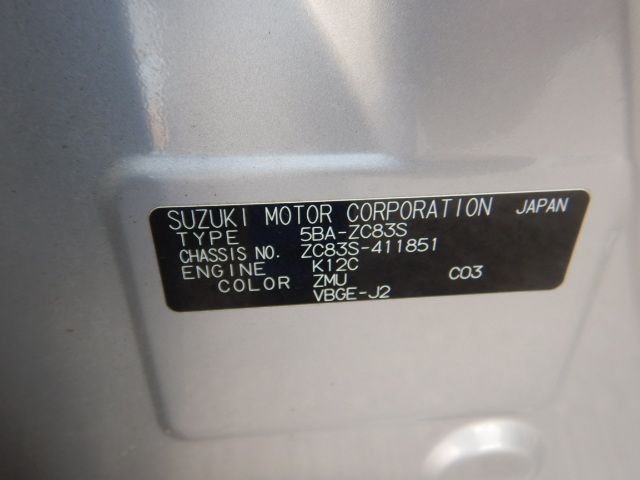 SUZUKI MOTOR CORPORATION JAPAN
TYPE 5BA-ZC83S
CHASSIS NO. ZC83S-411851
ENGINE K12C
COLOR ZMU C03
VBGE-J2